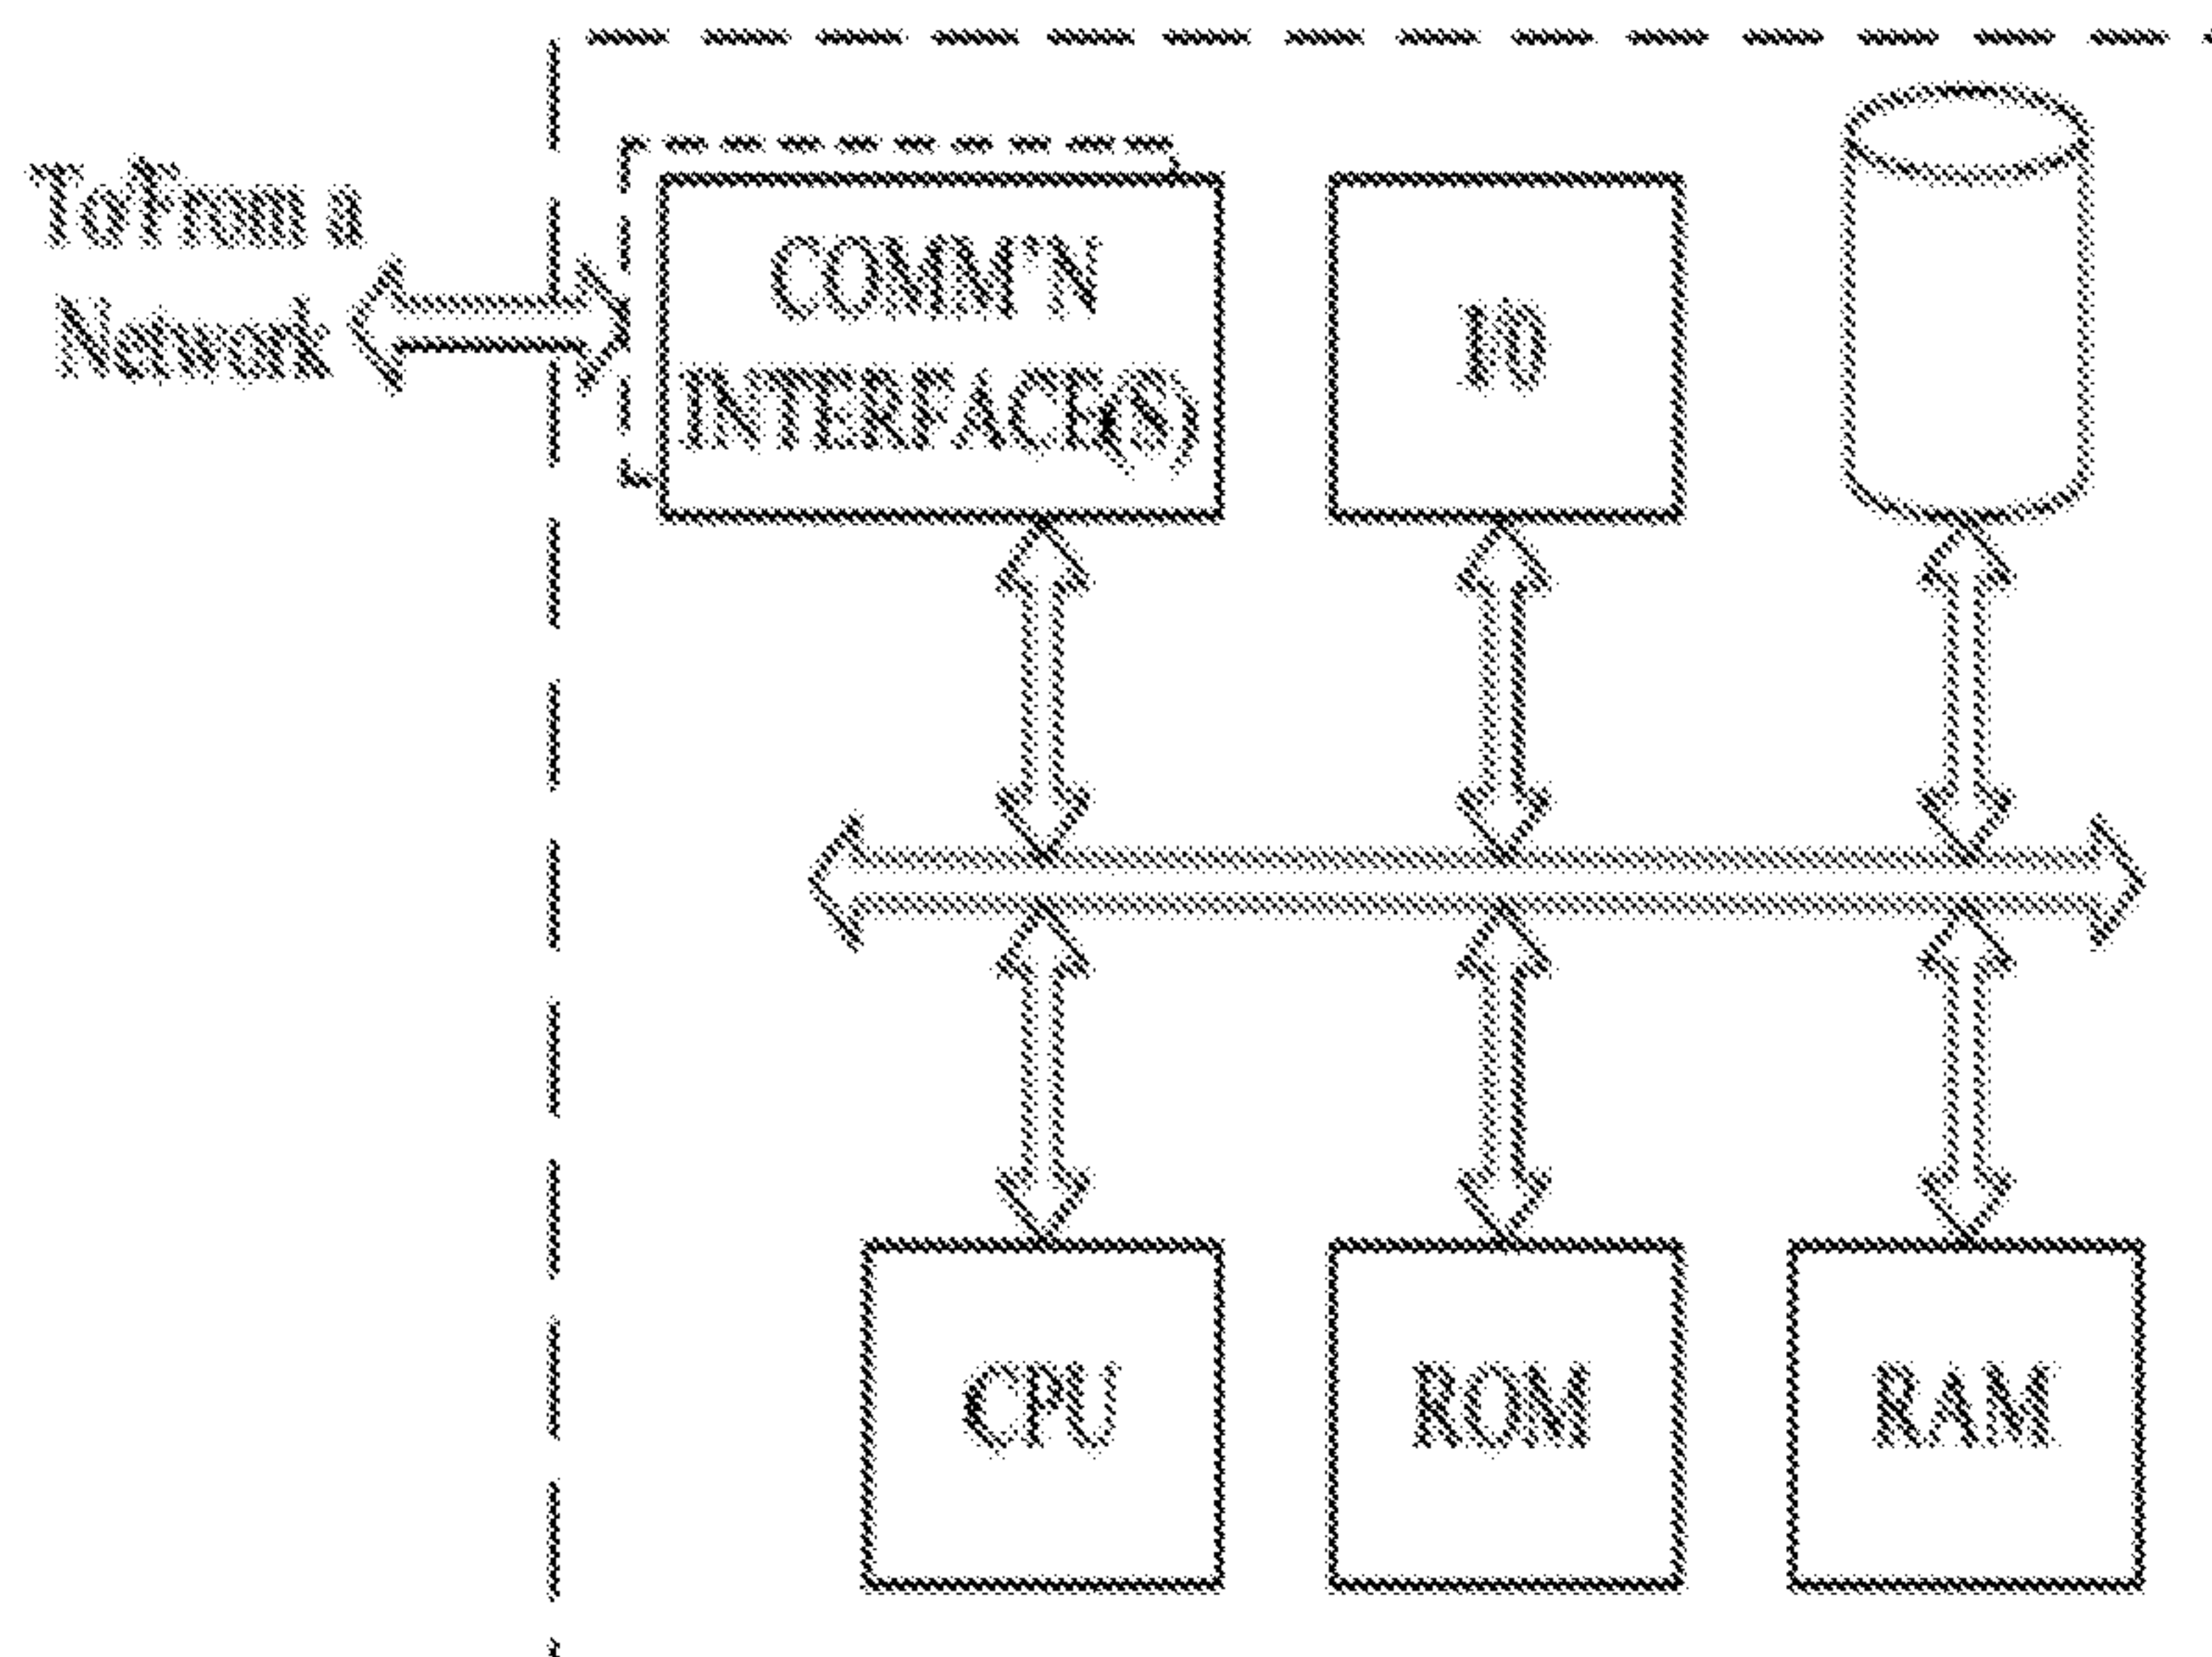 To/From a
Network
COMM'N
INTERFACE(S)
I/O
CPU
ROM
RAM